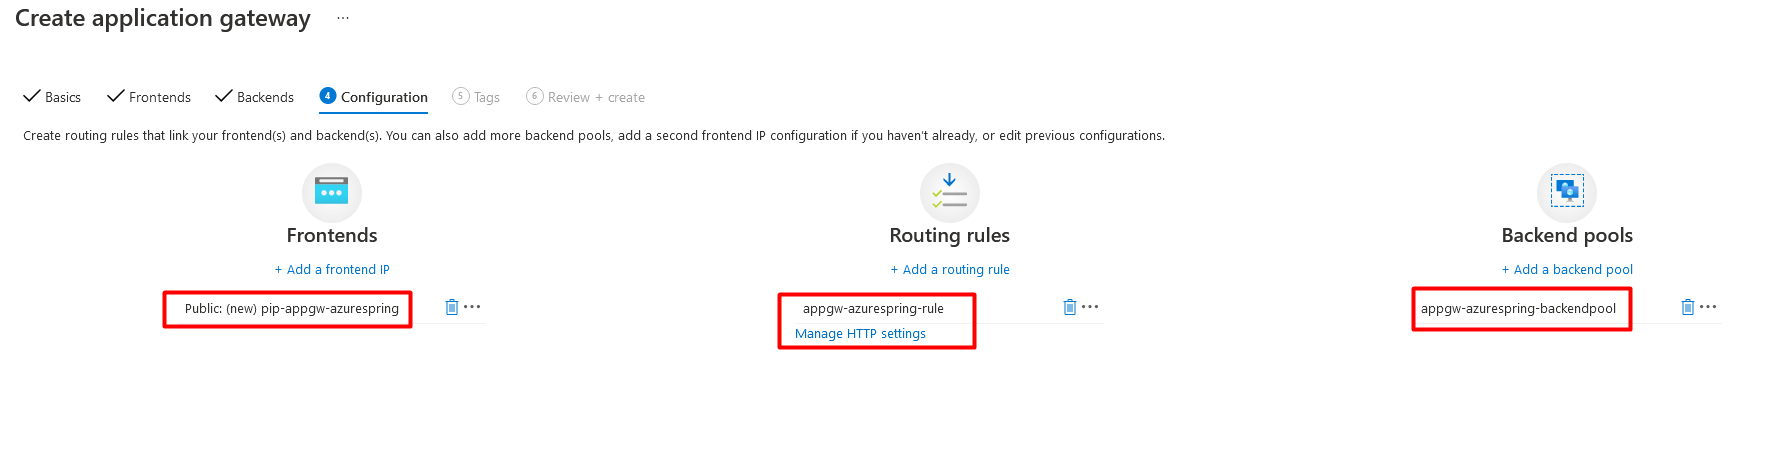 Create application gateway ...
Basics Frontends Backends 4 Configuration 5 Tags 6 Review + create
Create routing rules that link your frontend(s) and backend(s). You can also add more backend pools, add a second frontend IP configuration if you haven't already, or edit previous configurations.
Frontends Routing rules Backend pools
+ Add a frontend IP + Add a routing rule + Add a backend pool
Public: (new) pip-appgw-azurespring ... appgw-azurespring-rule ... appgw-azurespring-backendpool ...
Manage HTTP settings